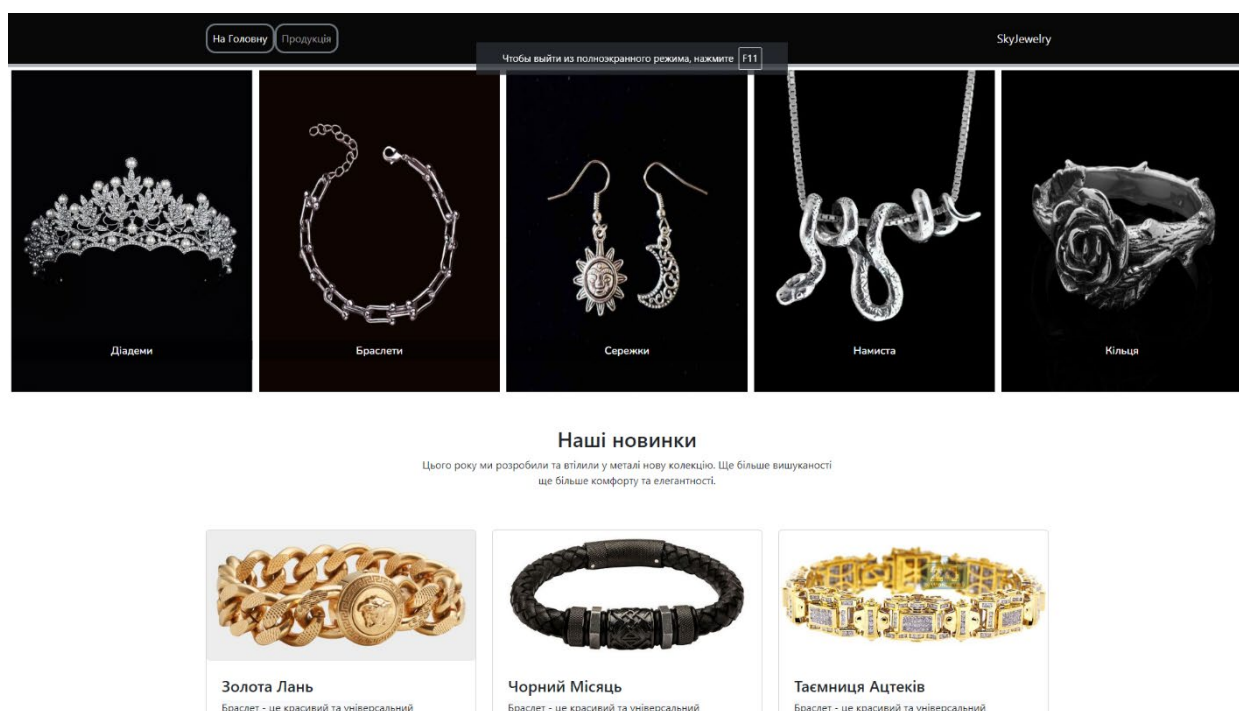 На Головну
Продукція
SkyJewelry
Чтобы выйти из полноэкранного режима, нажмите F11
Діадеми
Браслети
Сережки
Намиста
Кільця
Наші новинки
Цього року ми розробили та втілили у металі нову колекцію. Ще більше вишуканості
ще більше комфорту та елегантності.
Золота Лань
Чорний Місяць
Таємниця Ацтеків
Браслет - це красивий та універсальний
Браслет - це красивий та універсальний
Браслет - це красивий та універсальний